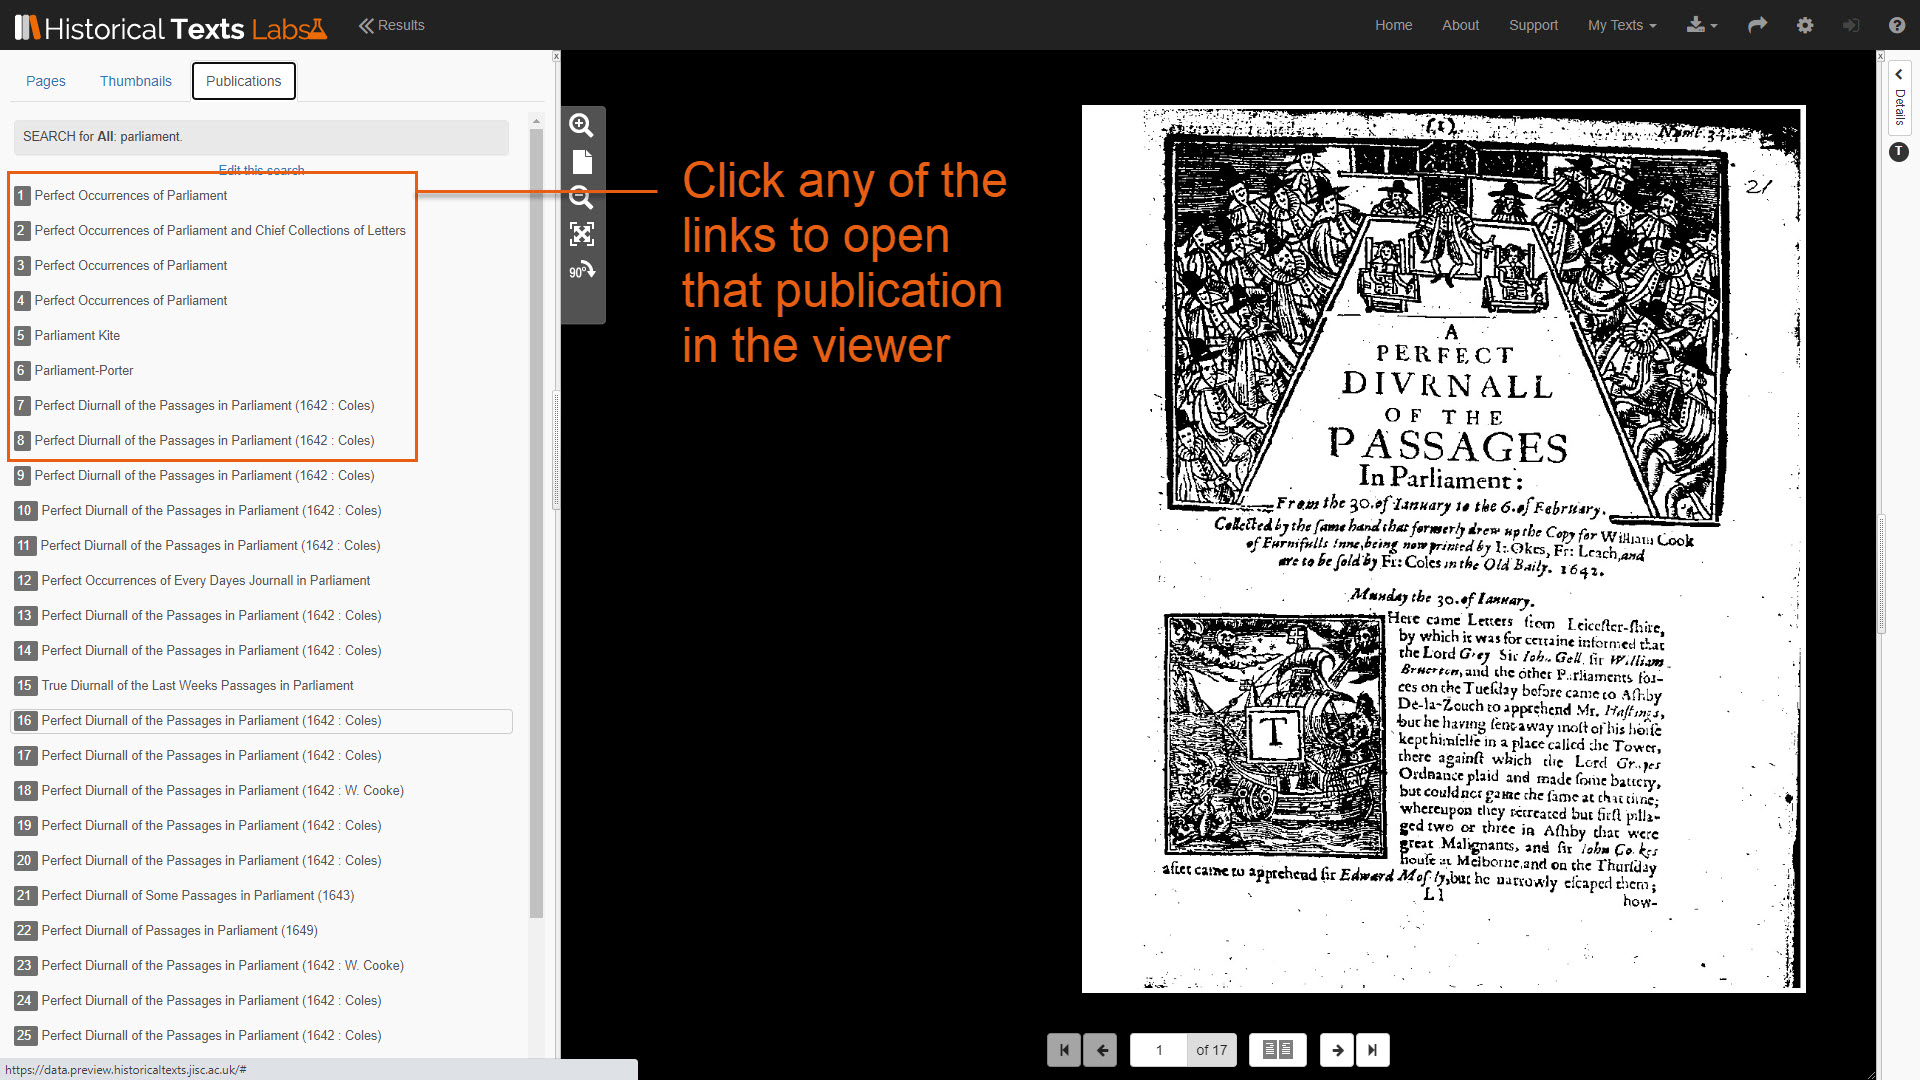 Historical Texts Labs
Results
Home
About
Support
My Texts
Pages
Thumbnails
Publications
SEARCH for All: parliament.
Edit this search
1 Perfect Occurrences of Parliament
2 Perfect Occurrences of Parliament and Chief Collections of Letters
3 Perfect Occurrences of Parliament
4 Perfect Occurrences of Parliament
5 Parliament Kite
6 Parliament-Porter
7 Perfect Diurnall of the Passages in Parliament (1642 : Coles)
8 Perfect Diurnall of the Passages in Parliament (1642 : Coles)
9 Perfect Diurnall of the Passages in Parliament (1642 : Coles)
10 Perfect Diurnall of the Passages in Parliament (1642 : Coles)
11 Perfect Diurnall of the Passages in Parliament (1642 : Coles)
12 Perfect Occurrences of Every Dayes Journall in Parliament
13 Perfect Diurnall of the Passages in Parliament (1642 : Coles)
14 Perfect Diurnall of the Passages in Parliament (1642 : Coles)
15 True Diurnall of the Last Weeks Passages in Parliament
16 Perfect Diurnall of the Passages in Parliament (1642 : Coles)
17 Perfect Diurnall of the Passages in Parliament (1642 : Coles)
18 Perfect Diurnall of the Passages in Parliament (1642 : W. Cooke)
19 Perfect Diurnall of the Passages in Parliament (1642 : Coles)
20 Perfect Diurnall of the Passages in Parliament (1642 : Coles)
21 Perfect Diurnall of Some Passages in Parliament (1643)
22 Perfect Diurnall of Passages in Parliament (1649)
23 Perfect Diurnall of the Passages in Parliament (1642 : W. Cooke)
24 Perfect Diurnall of the Passages in Parliament (1642 : Coles)
25 Perfect Diurnall of the Passages in Parliament (1642 : Coles)
https://data.preview.historicaltexts.jisc.ac.uk/#
90°
Click any of the
links to open
that publication
in the viewer
(1)
Numb. 34
21
A
PERFECT
DIVRNALL
OF THE
PASSAGES
In Parliament:
From the 30. of Ianuary to the 6. of February.
Collected by the ſame hand that formerly drew up the Copy for William Cook
of Furnifulls Inne, being now printed by I: Okes, Fr: Leach, and
are to be ſold by Fr: Coles in the Old Baily. 1642.
Munday the 30. of Ianuary.
T
Here came Letters from Leiceſter-ſhire,
by which it was for certaine informed that
the Lord Grey Sir Ioh. Gell, ſir William
Bruerton, and the other Parliaments for-
ces on the Tueſday before came to Aſhby
De-la-Zouch to apprehend Mr. Haſtings,
but he having ſent away moſt of his horſe
kept himſelfe in a place called the Tower,
there againſt which the Lord Grayes
Ordnance plaid and made ſome battery,
but could not game the ſame at that time;
whereupon they retreated but firſt pilla-
ged two or three in Aſhby that were
great Malignants, and ſir Iohn
houſe at Melborne, and on the Thurſday
after came to apprehend ſir Edward but he narrowly eſcaped them;
Ll
how-
1 of 17
Details
T